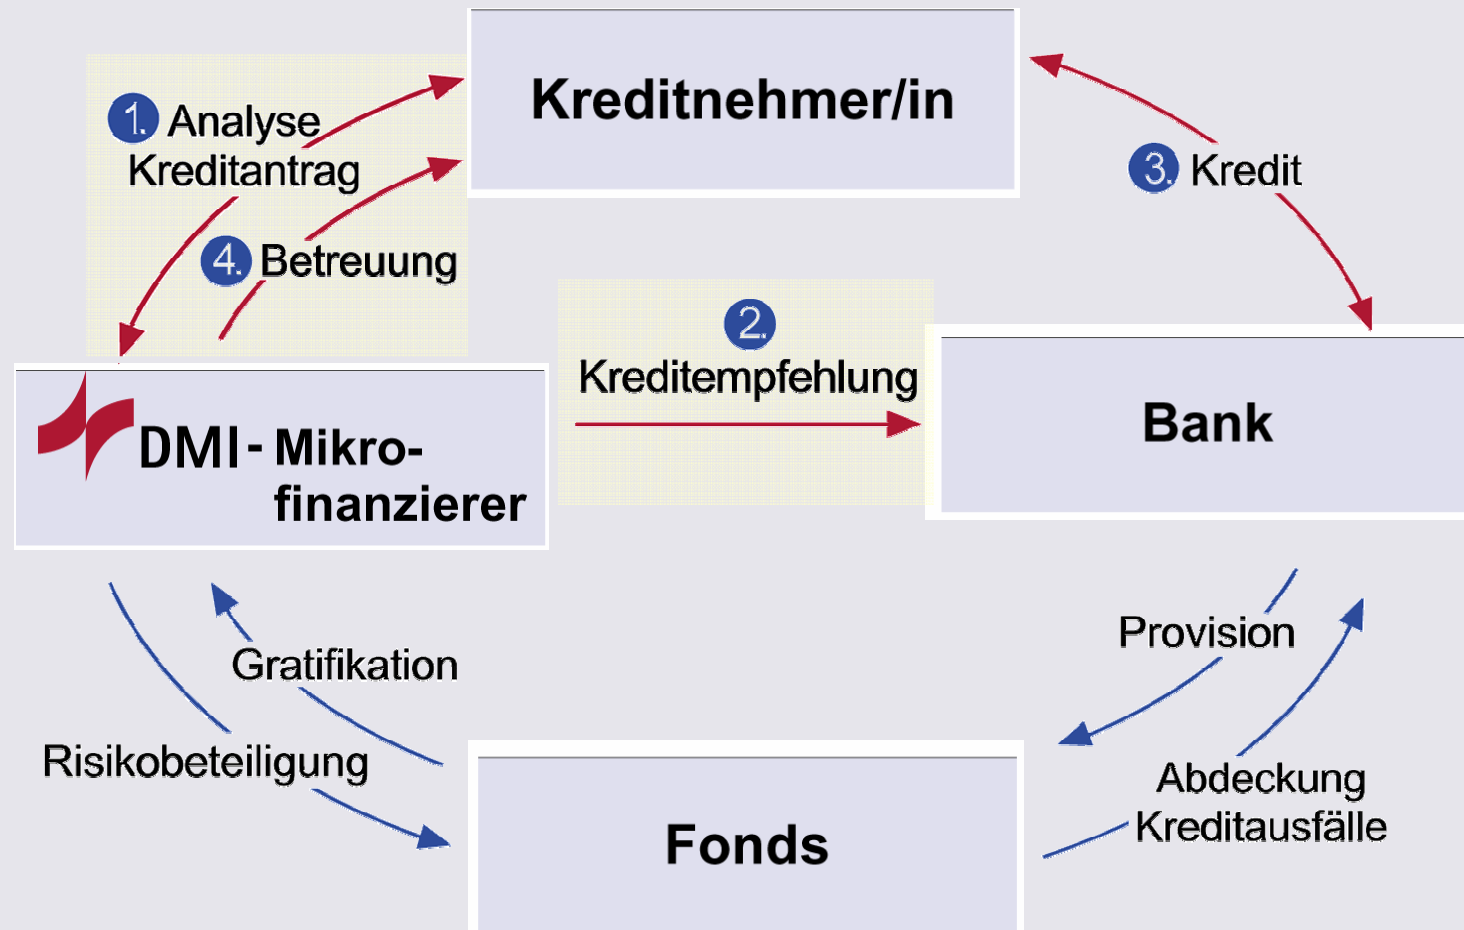 Kreditnehmer/in
1. Analyse
Kreditantrag
4. Betreuung
3. Kredit
2.
Kreditempfehlung
DMI - Mikro-
finanzierer
Bank
Gratifikation
Risikobeteiligung
Provision
Abdeckung
Kreditausfälle
Fonds